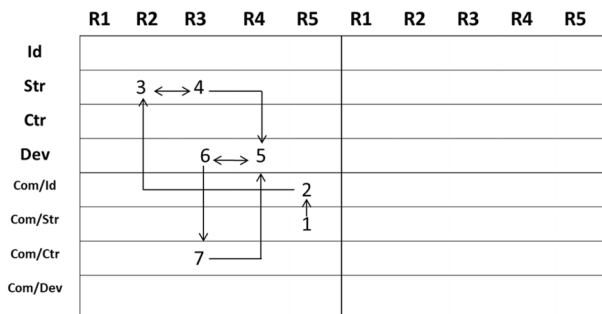 R1 R2 R3 R4 R5 R1 R2 R3 R4 R5
Id
Str 3 4
Ctr
Dev 6 5
Com/Id 2
Com/Str 1
Com/Ctr 7
Com/Dev